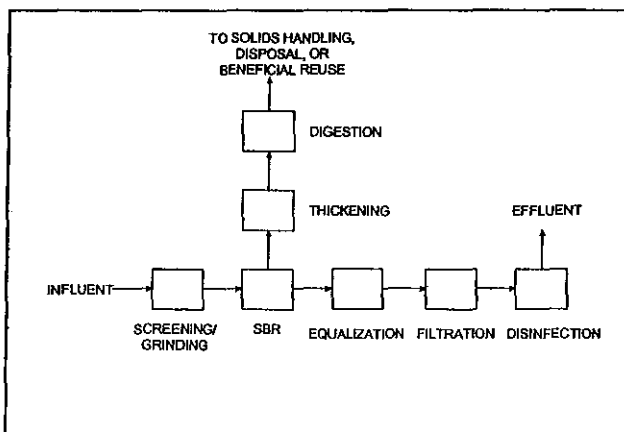 TO SOLIDS HANDLING,
DISPOSAL, OR
BENEFICIAL REUSE
DIGESTION
THICKENING
EFFLUENT
INFLUENT
SCREENING/
GRINDING
SBR
EQUALIZATION
FILTRATION
DISINFECTION